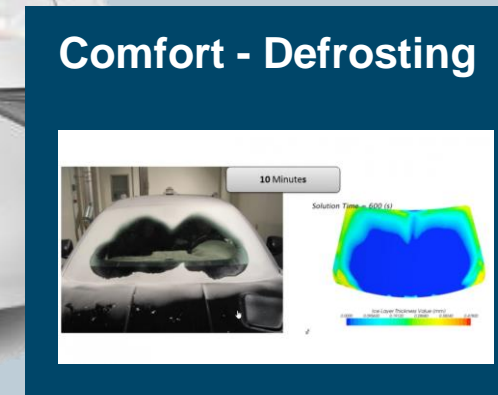 Comfort - Defrosting
10 Minutes
Solution Time = 600 (s)
Ice Layer Thickness Value (mm)